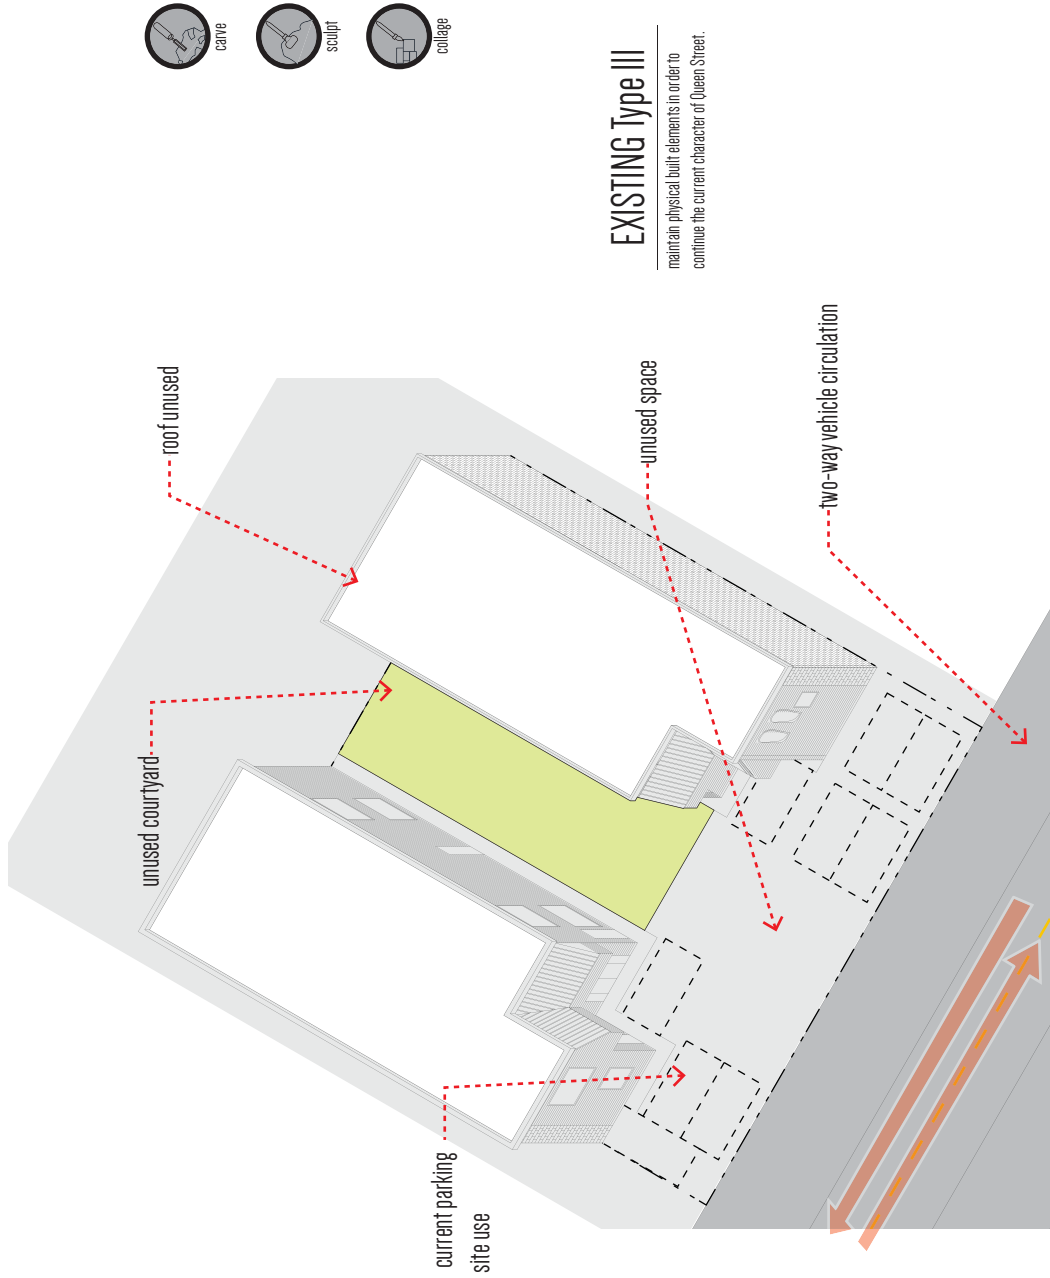 carve
sculpt
collage
EXISTING Type III
maintain physical built elements in order to
continue the current character of Queen Street.
roof unused
unused space
two-way vehicle circulation
unused courtyard
current parking
site use